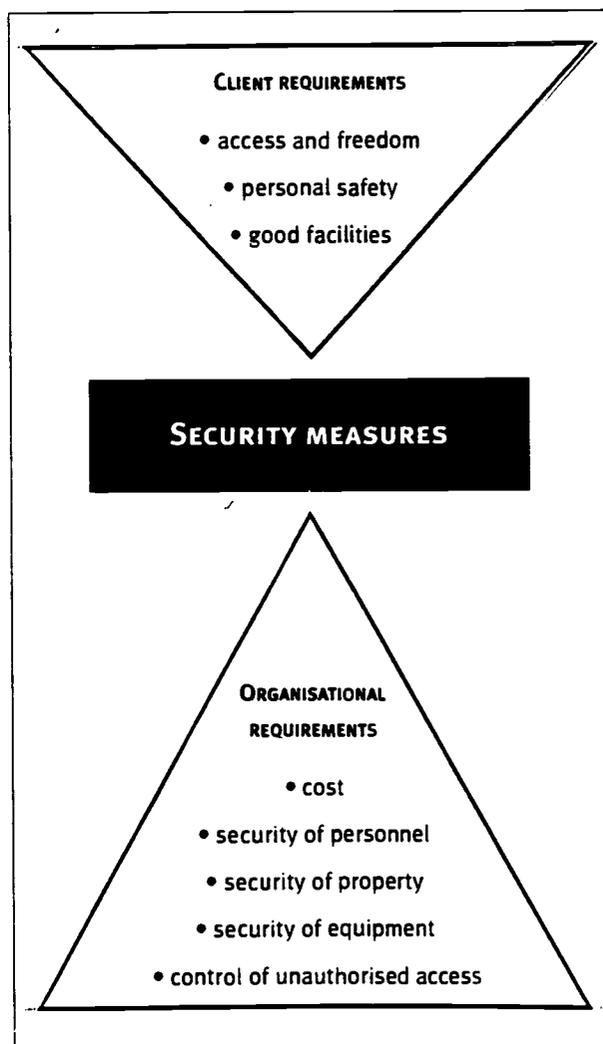 CLIENT REQUIREMENTS
• access and freedom
• personal safety
• good facilities
SECURITY MEASURES
ORGANISATIONAL
REQUIREMENTS
• cost
• security of personnel
• security of property
• security of equipment
• control of unauthorised access